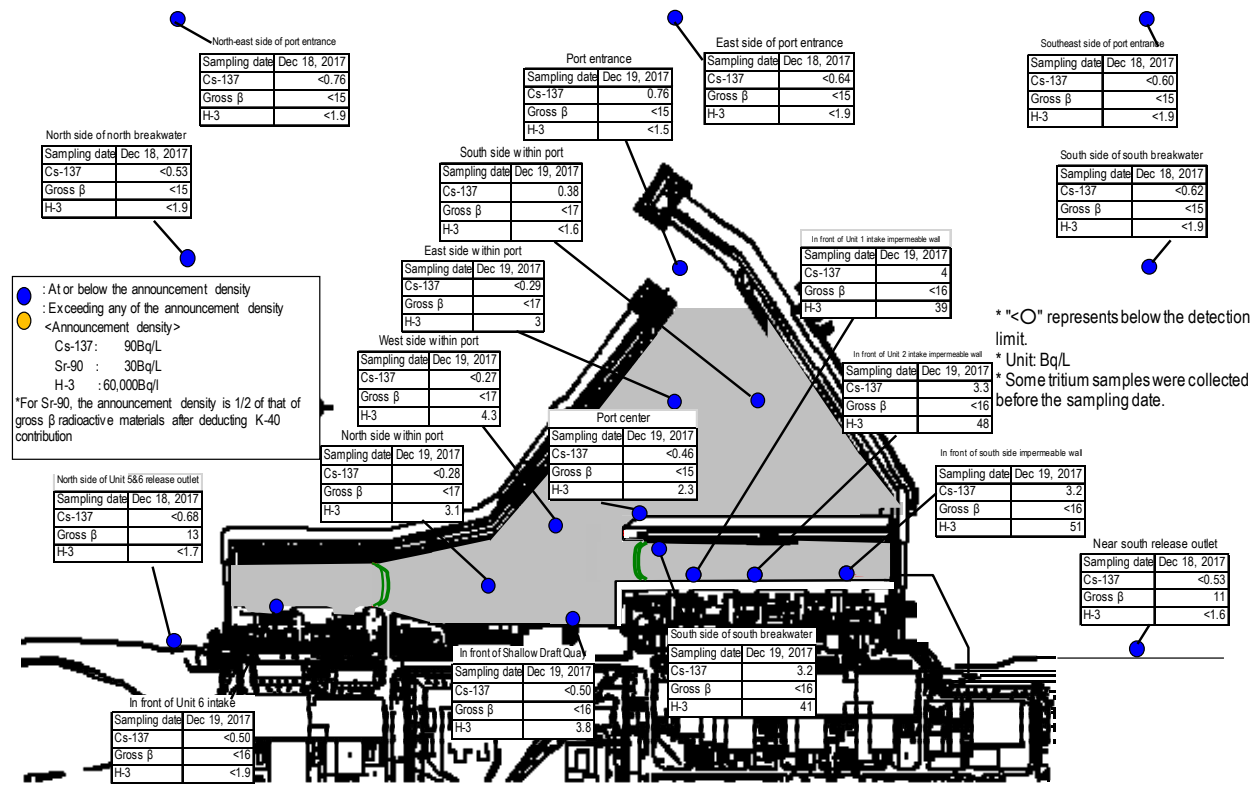 North-east side of port entrance
Sampling date Dec 18, 2017
Cs-137 <0.76
Gross β <15
H-3 <1.9
East side of port entrance
Sampling date Dec 18, 2017
Cs-137 <0.64
Gross β <15
H-3 <1.9
Southeast side of port entrance
Sampling date Dec 18, 2017
Cs-137 <0.60
Gross β <15
H-3 <1.9
Port entrance
Sampling date Dec 19, 2017
Cs-137 0.76
Gross β <15
H-3 <1.5
North side of north breakwater
Sampling date Dec 18, 2017
Cs-137 <0.53
Gross β <15
H-3 <1.9
South side within port
Sampling date Dec 19, 2017
Cs-137 0.38
Gross β <17
H-3 <1.6
South side of south breakwater
Sampling date Dec 18, 2017
Cs-137 <0.62
Gross β <15
H-3 <1.9
In front of Unit 1 intake impermeable wall
Sampling date Dec 19, 2017
Cs-137 4
Gross β <16
H-3 39
East side within port
Sampling date Dec 19, 2017
Cs-137 <0.29
Gross β <17
H-3 3
: At or below the announcement density
: Exceeding any of the announcement density
<Announcement density>
Cs-137 : 90Bq/L
Sr-90 : 30Bq/L
H-3 : 60,000Bq/l
*For Sr-90, the announcement density is 1/2 of that of
gross β radioactive materials after deducting K-40
contribution
* "<○" represents below the detection
limit.
* Unit: Bq/L
* Some tritium samples were collected
before the sampling date.
West side within port
Sampling date Dec 19, 2017
Cs-137 <0.27
Gross β <17
H-3 4.3
In front of Unit 2 intake impermeable wall
Sampling date Dec 19, 2017
Cs-137 3.3
Gross β <16
H-3 48
Port center
Sampling date Dec 19, 2017
Cs-137 <0.46
Gross β <15
H-3 2.3
North side within port
Sampling date Dec 19, 2017
Cs-137 <0.28
Gross β <17
H-3 3.1
In front of south side impermeable wall
Sampling date Dec 19, 2017
Cs-137 3.2
Gross β <16
H-3 51
North side of Unit 5&6 release outlet
Sampling date Dec 18, 2017
Cs-137 <0.68
Gross β 13
H-3 <1.7
Near south release outlet
Sampling date Dec 18, 2017
Cs-137 <0.53
Gross β 11
H-3 <1.6
South side of south breakwater
Sampling date Dec 19, 2017
Cs-137 3.2
Gross β <16
H-3 41
In front of Shallow Draft Quay
Sampling date Dec 19, 2017
Cs-137 <0.50
Gross β <16
H-3 3.8
In front of Unit 6 intake
Sampling date Dec 19, 2017
Cs-137 <0.50
Gross β <16
H-3 <1.9